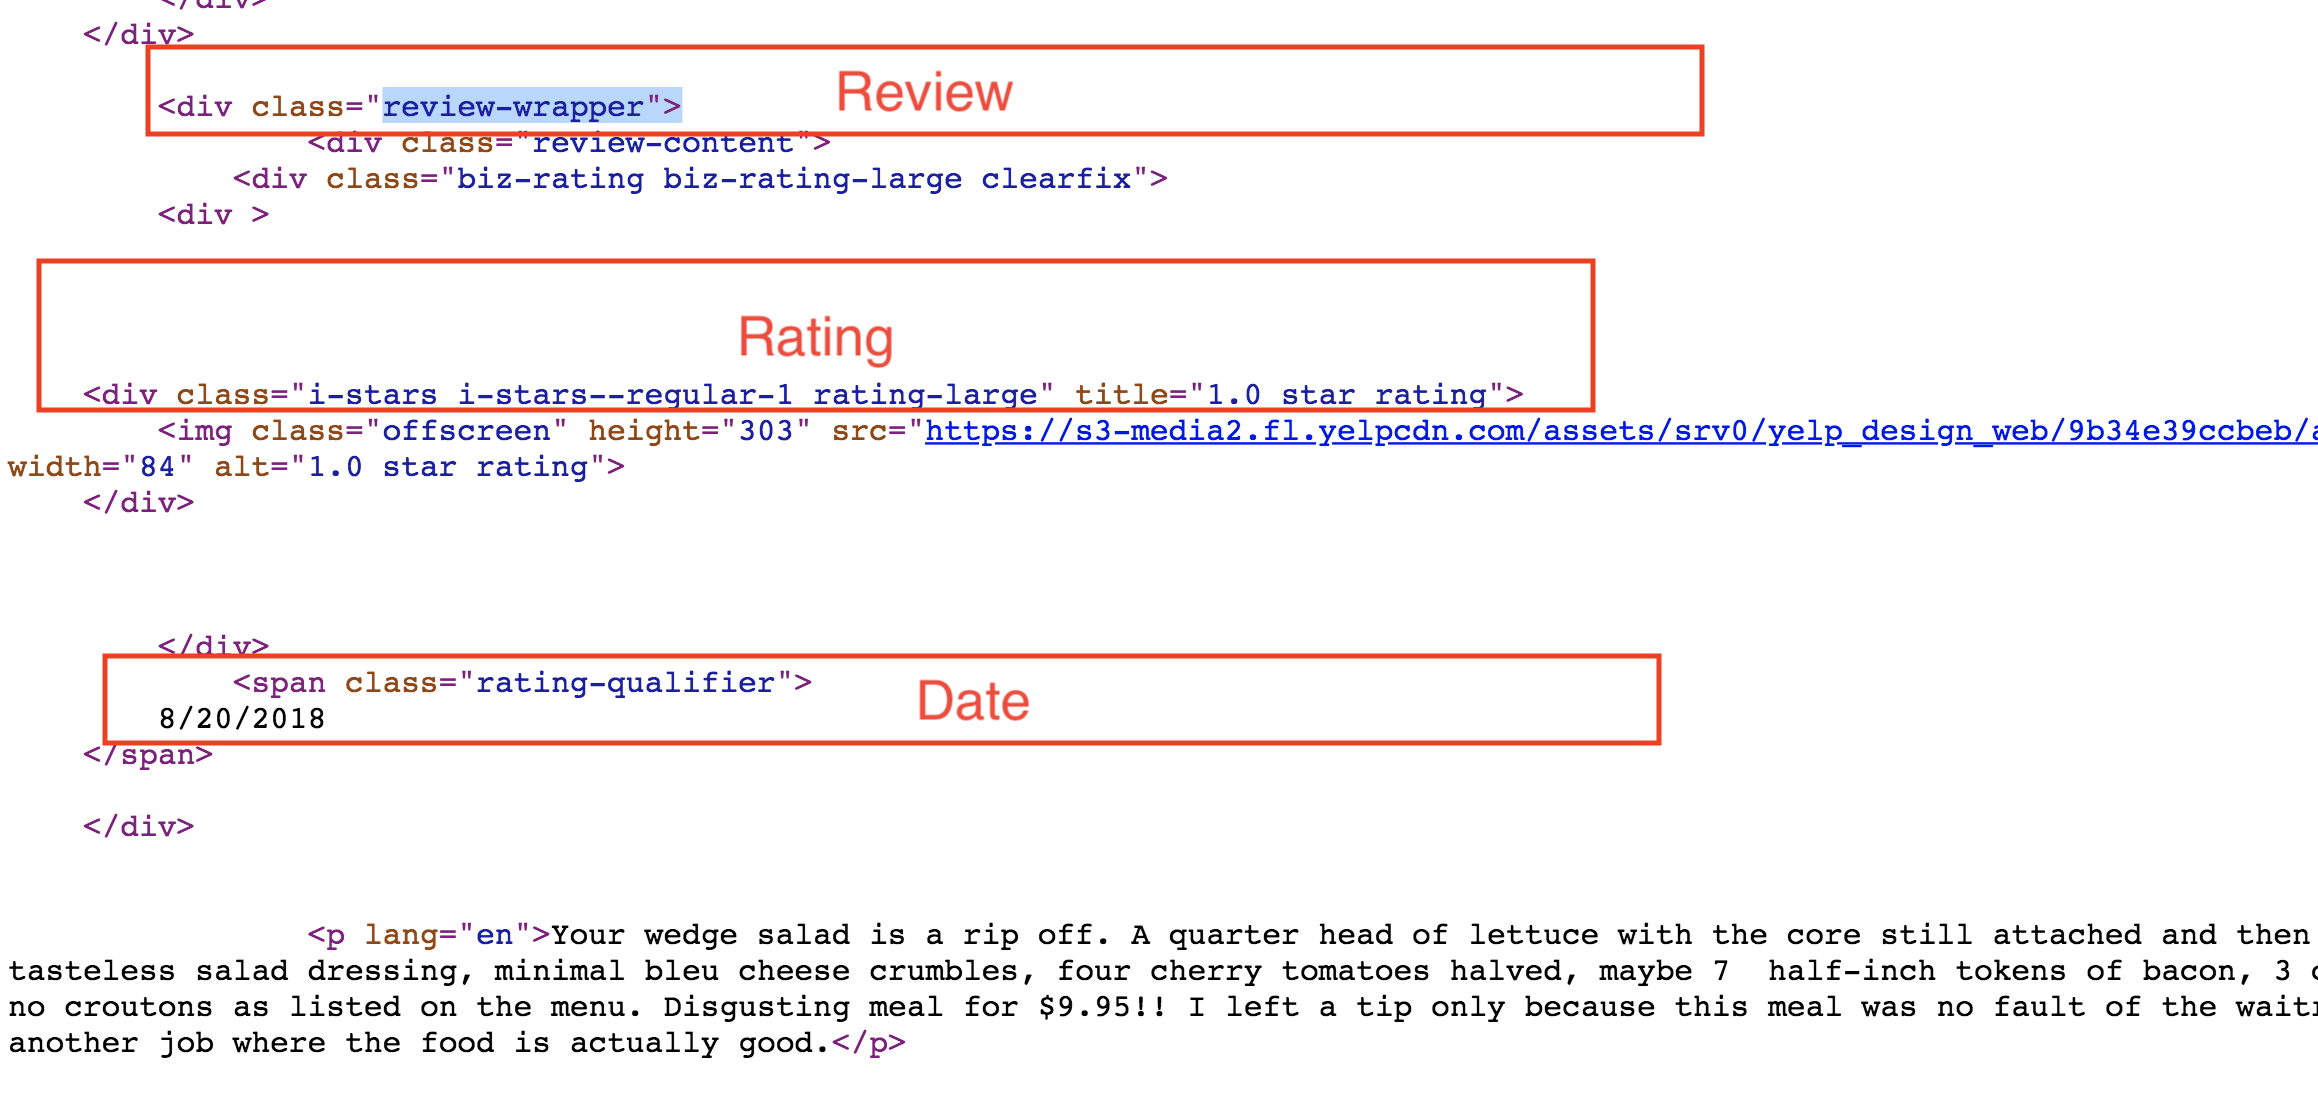 </div>
</div>
Review
<div class="review-wrapper">
<div class="review-content">
<div class="biz-rating biz-rating-large clearfix">
<div >
Rating
<div class="i-stars i-stars--regular-1 rating-large" title="1.0 star rating">
<img class="offscreen" height="303" src="https://s3-media2.fl.yelpcdn.com/assets/srv0/yelp_design_web/9b34e39ccbeb/a
width="84" alt="1.0 star rating">
</div>
</div>
<span class="rating-qualifier">
Date
8/20/2018
</span>
</div>
<p lang="en">Your wedge salad is a rip off. A quarter head of lettuce with the core still attached and then
tasteless salad dressing, minimal bleu cheese crumbles, four cherry tomatoes halved, maybe 7  half-inch tokens of bacon, 3
no croutons as listed on the menu. Disgusting meal for $9.95!! I left a tip only because this meal was no fault of the
another job where the food is actually good.</p>